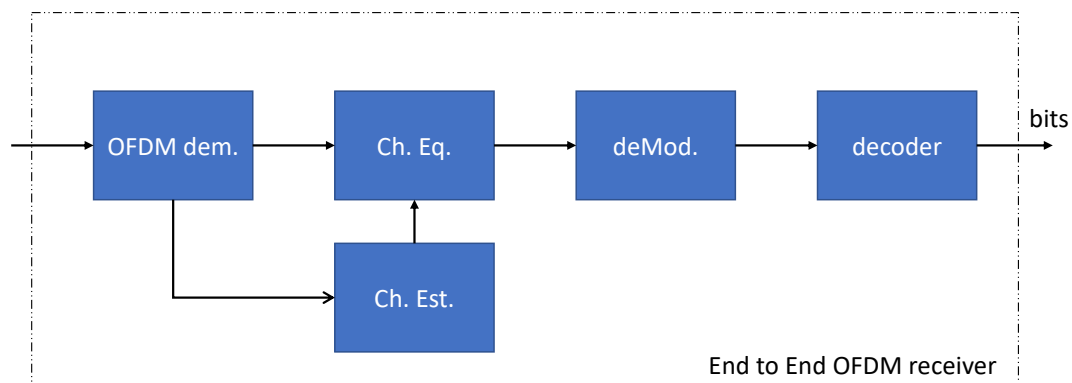 OFDM dem.
Ch. Eq.
deMod.
decoder
bits
Ch. Est.
End to End OFDM receiver